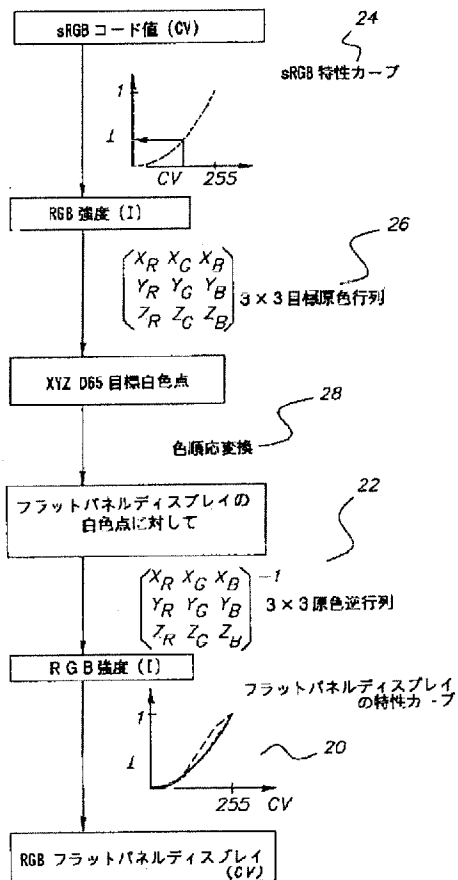 sRGB コード値 (CV)
24
sRGB 特性カーブ
1
I
CV 255
RGB 強度 (I)
26
X_R X_G X_B
Y_R Y_G Y_B
Z_R Z_G Z_B
3×3目標原色行列
XYZ D65 目標白色点
28
色順応変換
フラットパネルディスプレイの
白色点に対して
22
X_R X_G X_B -1
Y_R Y_G Y_B
Z_R Z_G Z_B
3×3原色逆行列
RGB強度 (I)
フラットパネルディスプレイ
の特性カーブ
1
I
20
255 CV
RGB フラットパネルディスプレイ
(CV)